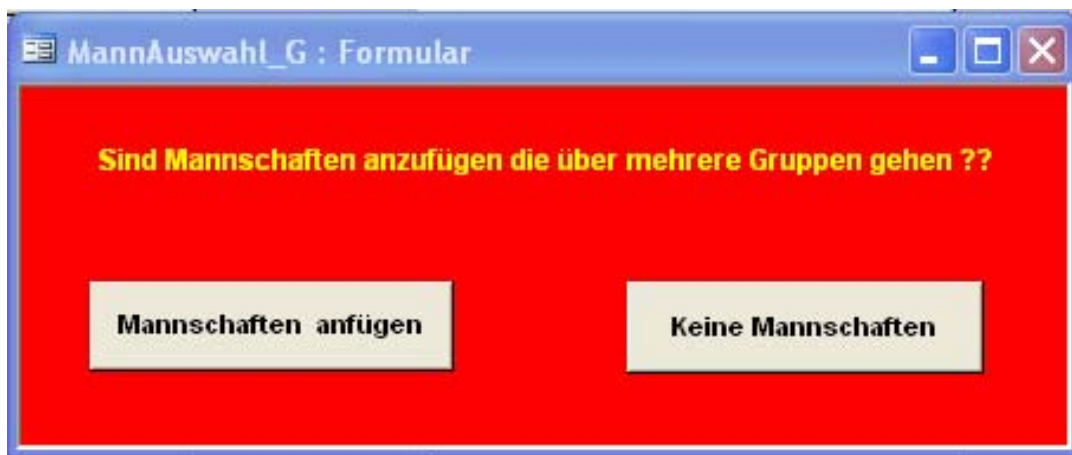 MannAuswahl_G : Formular
Sind Mannschaften anzufügen die über mehrere Gruppen gehen ??
Mannschaften anfügen
Keine Mannschaften